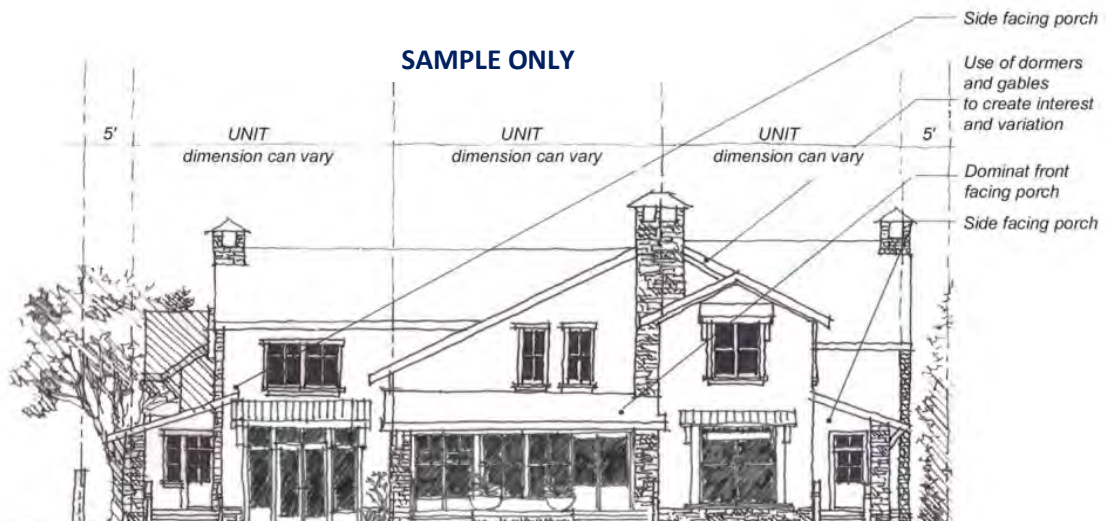 Side facing porch
SAMPLE ONLY
Use of dormers
and gables
to create interest
and variation
5'
UNIT
dimension can vary
UNIT
dimension can vary
UNIT
dimension can vary
5'
Dominat front
facing porch
Side facing porch